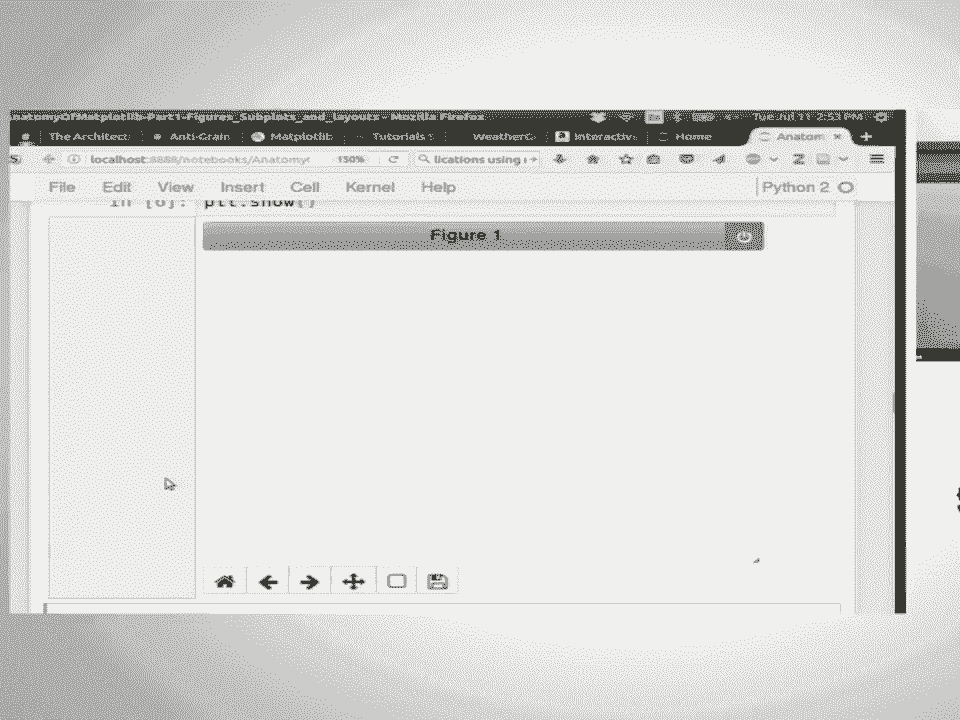 natomyOfMatplotlib-Part1-Figures_Subplots_and_layouts - Mozilla Firefox
Tue Jul 11 2:53 PM
The Architect
Anti-Grain
Matplotlib
Tutorials
WeatherG
Interactiv
Home
Anatom
localhost:8888/notebooks/Anatomy
150%
lications using
File Edit View Insert Cell Kernel Help
Python 2
In [6]: plt.show()
Figure 1